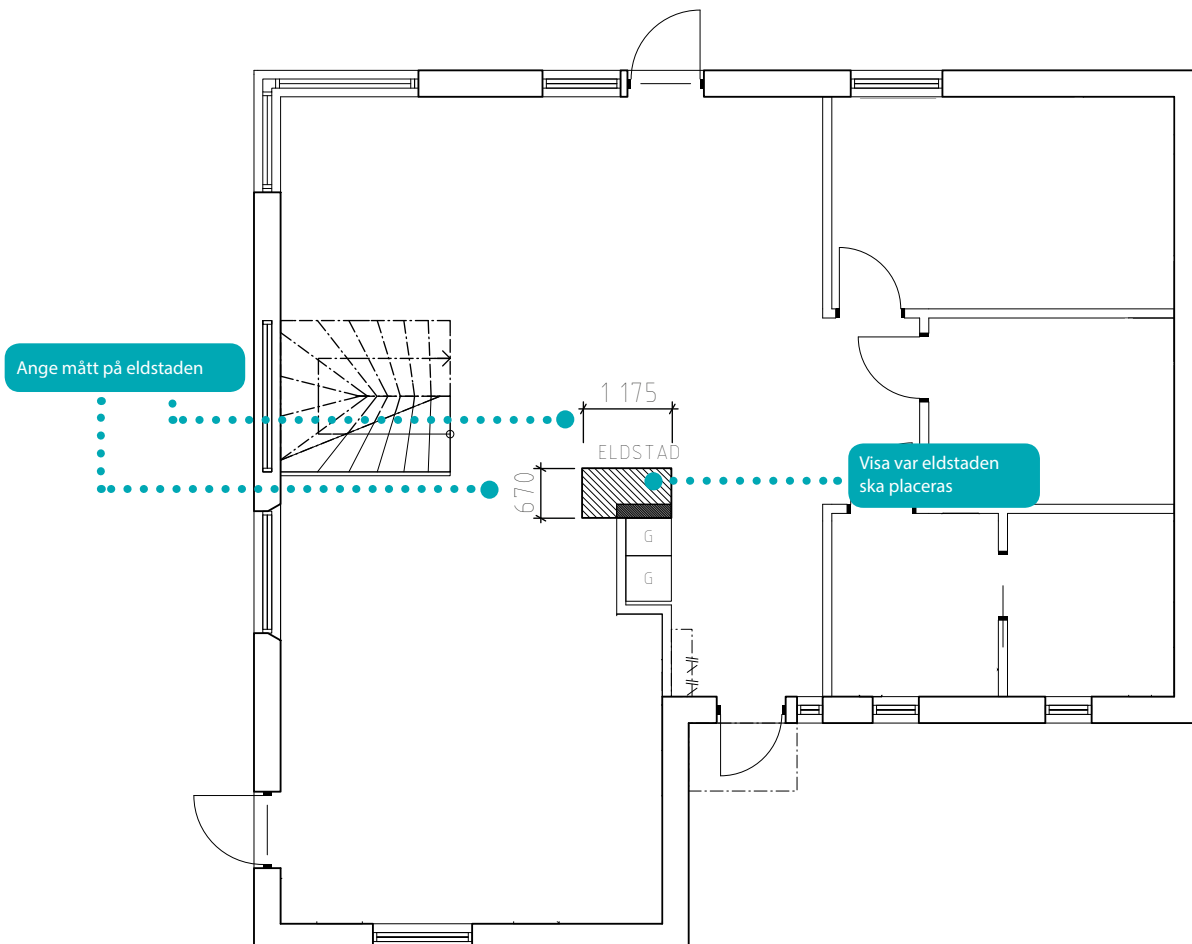 Ange mått på eldstaden
1 175
ELDSTAD
670
Visa var eldstaden
ska placeras
G
G